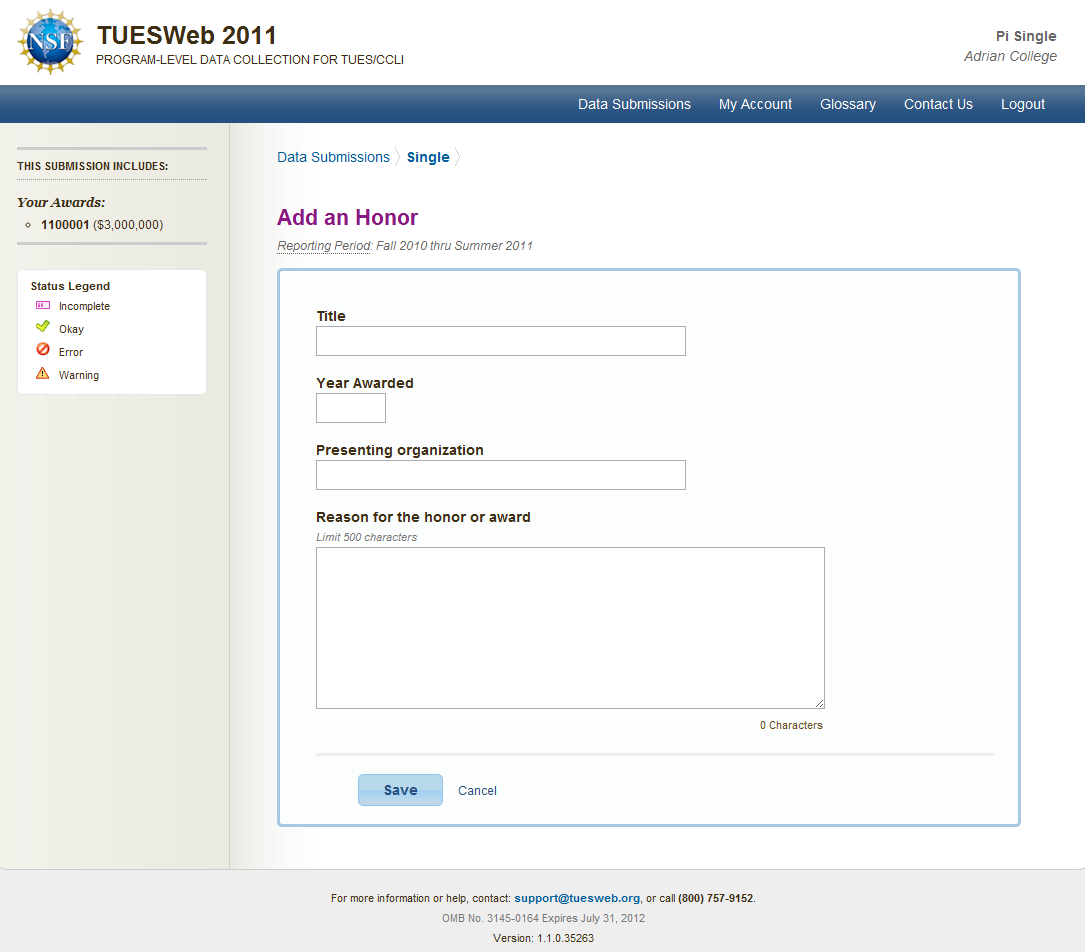 NSF
TUESWeb 2011
PROGRAM-LEVEL DATA COLLECTION FOR TUES/CCLI
Pi Single
Adrian College
Data Submissions My Account Glossary Contact Us Logout
THIS SUBMISSION INCLUDES:
Your Awards:
1100001 ($3,000,000)
Status Legend
Incomplete
Okay
Error
Warning
Data Submissions Single
Add an Honor
Reporting Period: Fall 2010 thru Summer 2011
Title
Year Awarded
Presenting organization
Reason for the honor or award
Limit 500 characters
0 Characters
Save Cancel
For more information or help, contact: support@tuesweb.org, or call (800) 757-9152.
OMB No. 3145-0164 Expires July 31, 2012
Version: 1.1.0.35263